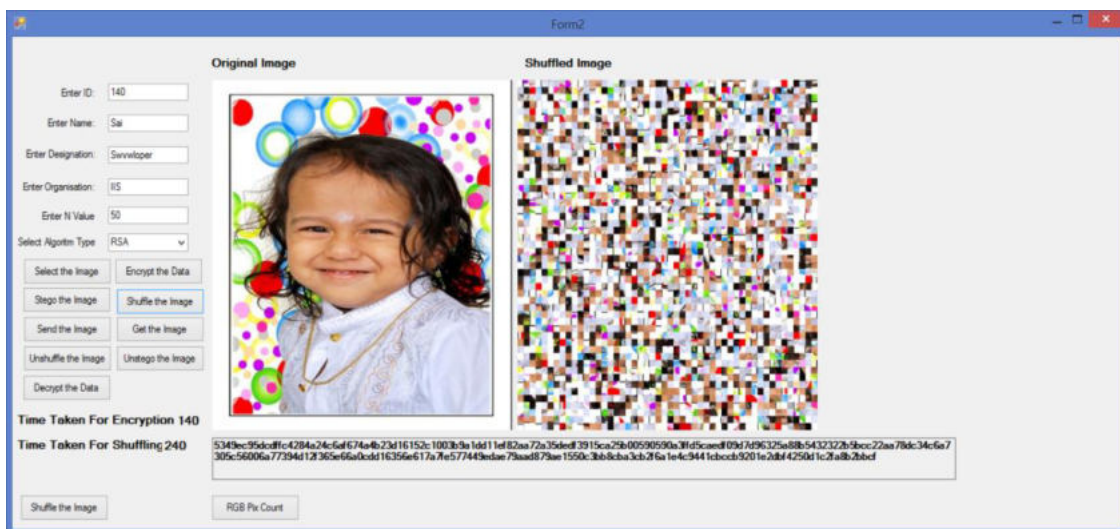 Form2
Original Image
Shuffled Image
Enter ID: 140
Enter Name: Sai
Enter Designation: Swvwloper
Enter Organisation: IIS
Enter N Value 50
Select Algoritm Type RSA
Select the Image Encrypt the Data
Stego the Image Shuffle the Image
Send the Image Get the Image
Unshuffle the Image Unstego the Image
Decrypt the Data
Time Taken For Encryption 140
Time Taken For Shuffling 240
Shuffle the Image
RGB Pix Count